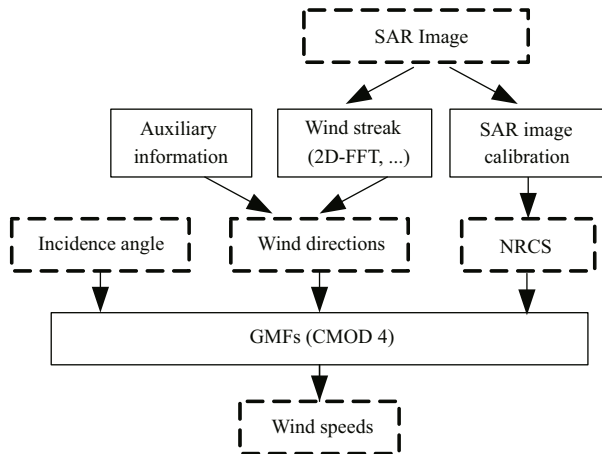 SAR Image
Auxiliary
information
Wind streak
(2D-FFT, ...)
SAR image
calibration
Incidence angle
Wind directions
NRCS
GMFs (CMOD 4)
Wind speeds